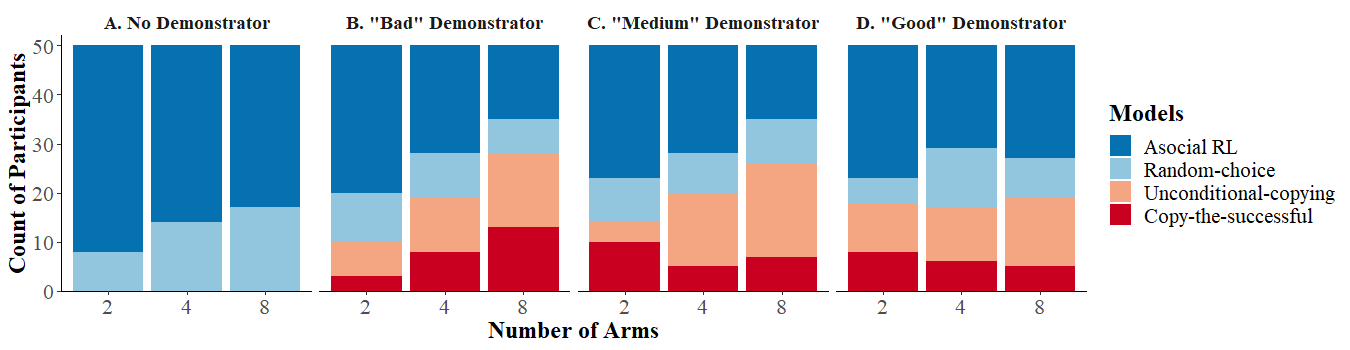 A. No Demonstrator
B. "Bad" Demonstrator
C. "Medium" Demonstrator
D. "Good" Demonstrator
Count of Participants
50
40
30
20
10
0
2 4 8
2 4 8
2 4 8
2 4 8
Number of Arms
Models
Asocial RL
Random-choice
Unconditional-copying
Copy-the-successful